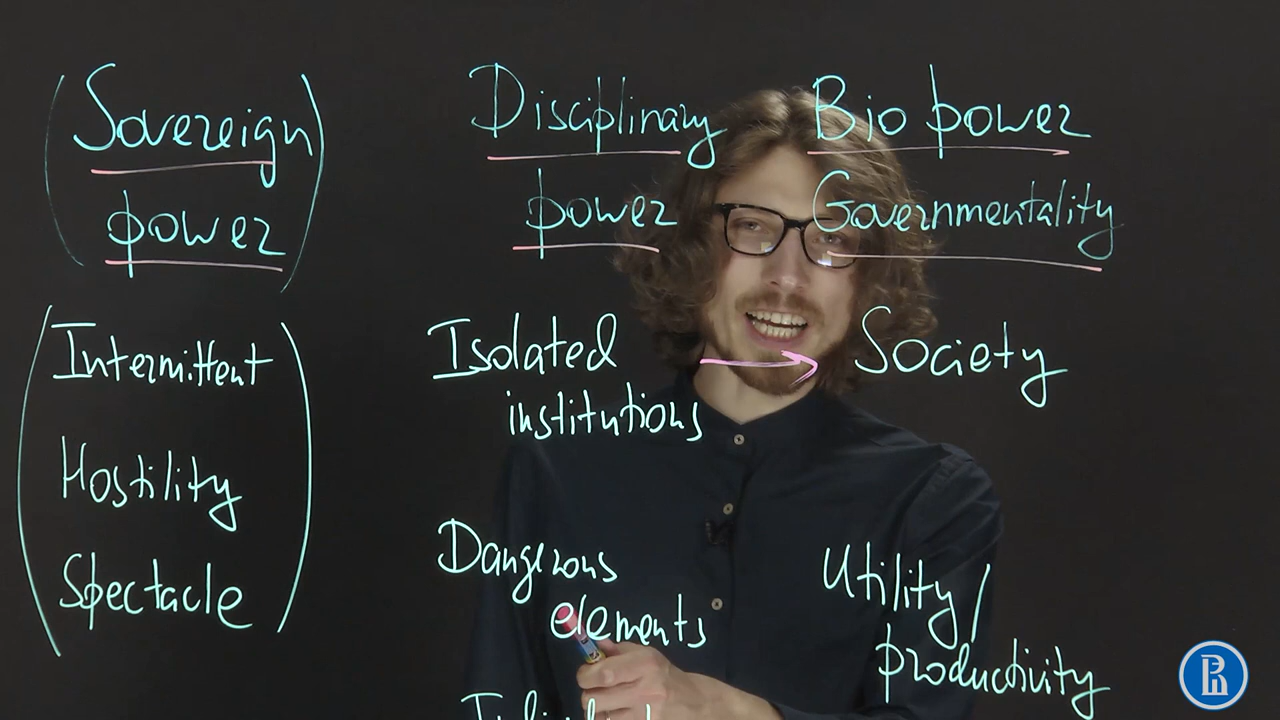 (Sovereign
power)
(Intermittent
Hostility
Spectacle)
Disciplinary
power
Isolated
institutions
Dangerous
elements
Bio power
Governmentality
Society
Utility/
productivity